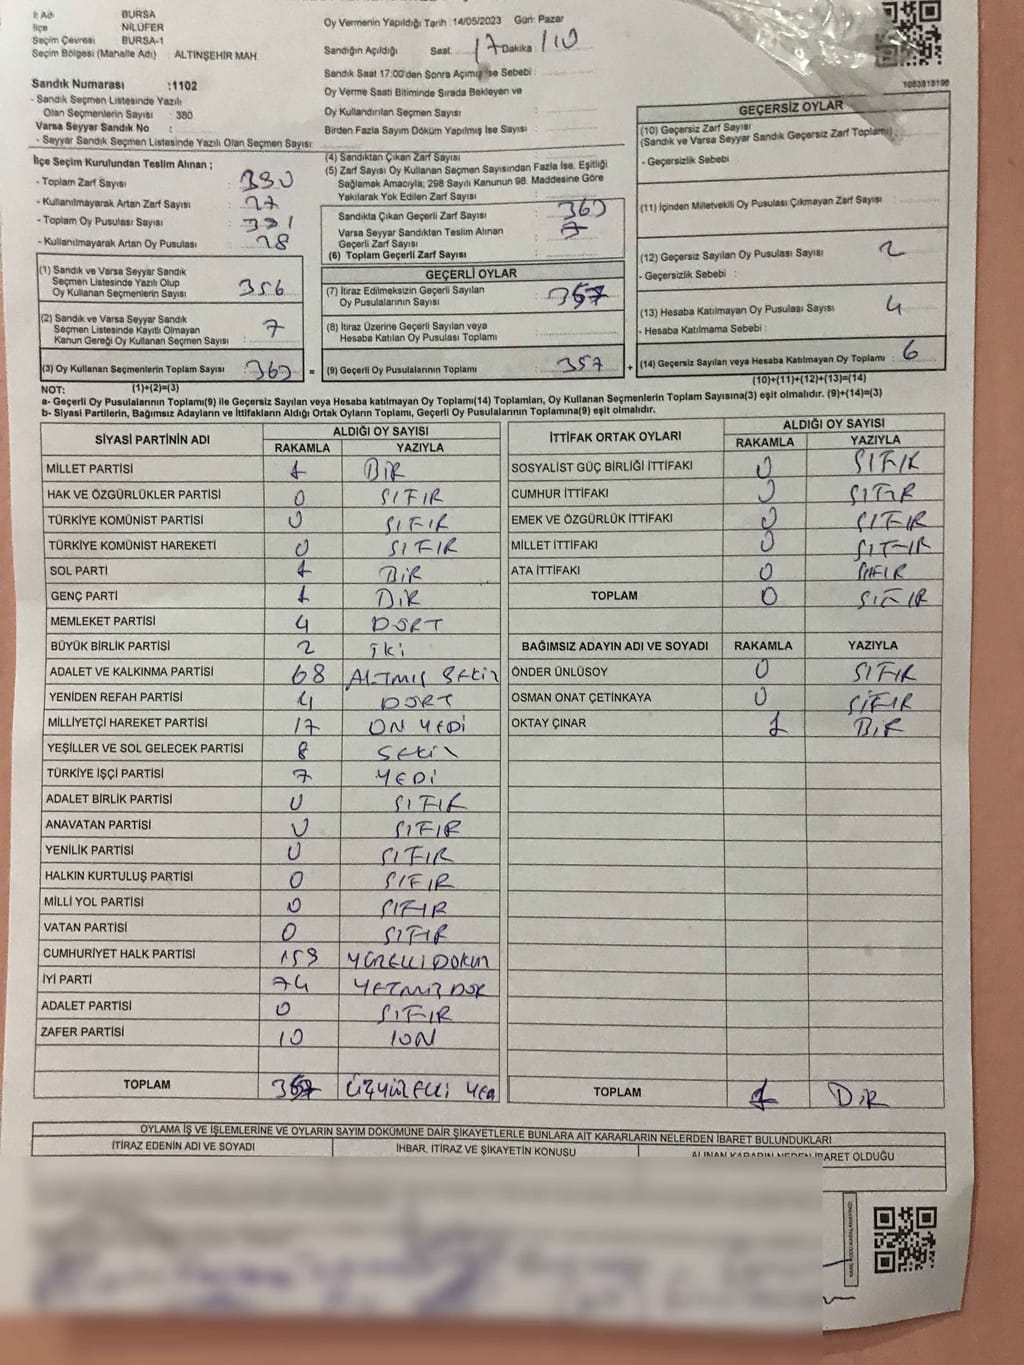 İl Adı BURSA
İlçe NİLÜFER
Seçim Çevresi BURSA-1
Seçim Bölgesi (Mahalle Adı) ALTINŞEHİR MAH
Sandık Numarası :1102
- Sandık Seçmen Listesinde Yazılı
Olan Seçmenlerin Sayısı : 380
Varsa Seyyar Sandık No :
- Seyyar Sandık Seçmen Listesinde Yazılı Olan Seçmen Sayısı:
İlçe Seçim Kurulundan Teslim Alınan ;
- Toplam Zarf Sayısı : 390
- Kullanılmayarak Artan Zarf Sayısı : 27
- Toplam Oy Pusulası Sayısı : 391
- Kullanılmayarak Artan Oy Pusulası : 28
(1) Sandık ve Varsa Seyyar Sandık
Seçmen Listesinde Yazılı Olup
Oy Kullanan Seçmenlerin Sayısı : 356
(2) Sandık ve Varsa Seyyar Sandık
Seçmen Listesinde Kayıtlı Olmayan
Kanun Gereği Oy Kullanan Seçmen Sayısı : 7
(3) Oy Kullanan Seçmenlerin Toplam Sayısı : 363
Oy Vermenin Yapıldığı Tarih :14/05/2023 Gün: Pazar
Sandığın Açıldığı Saat: 17 Dakika / 10
Sandık Saat 17:00'den Sonra Açılmış İse Sebebi :
Oy Verme Saati Bitiminde Sırada Bekleyen ve
Oy Kullandırılan Seçmen Sayısı :
Birden Fazla Sayım Döküm Yapılmış İse Sayısı :
(4) Sandıktan Çıkan Zarf Sayısı :
(5) Zarf Sayısı Oy Kullanan Seçmen Sayısından Fazla İse, Eşitliği
Sağlamak Amacıyla; 298 Sayılı Kanunun 98. Maddesine Göre
Yakılarak Yok Edilen Zarf Sayısı :
Sandıkta Çıkan Geçerli Zarf Sayısı : 363
Varsa Seyyar Sandıktan Teslim Alınan
Geçerli Zarf Sayısı :
(6) Toplam Geçerli Zarf Sayısı :
GEÇERLİ OYLAR
(7) İtiraz Edilmeksizin Geçerli Sayılan
Oy Pusulalarının Sayısı : 357
(8) İtiraz Üzerine Geçerli Sayılan veya
Hesaba Katılan Oy Pusulası Toplamı :
= (9) Geçerli Oy Pusulalarının Toplamı : 357 +
1083818196
GEÇERSİZ OYLAR
(10) Geçersiz Zarf Sayısı
(Sandık ve Varsa Seyyar Sandık Geçersiz Zarf Toplamı) :
- Geçersizlik Sebebi
(11) İçinden Milletvekili Oy Pusulası Çıkmayan Zarf Sayısı :
(12) Geçersiz Sayılan Oy Pusulası Sayısı : 2
- Geçersizlik Sebebi :
(13) Hesaba Katılmayan Oy Pusulası Sayısı : 4
- Hesaba Katılmama Sebebi :
(14) Geçersiz Sayılan veya Hesaba Katılmayan Oy Toplamı : 6
NOT: (1)+(2)=(3) (10)+(11)+(12)+(13)=(14)
a- Geçerli Oy Pusulalarının Toplamı(9) ile Geçersiz Sayılan veya Hesaba katılmayan Oy Toplamı(14) Toplamları, Oy Kullanan Seçmenlerin Toplam Sayısına(3) eşit olmalıdır. (9)+(14)=(3)
b- Siyasi Partilerin, Bağımsız Adayların ve İttifakların Aldığı Ortak Oyların Toplamı, Geçerli Oy Pusulalarının Toplamına(9) eşit olmalıdır.
SİYASİ PARTİNİN ADI ALDIĞI OY SAYISI
RAKAMLA YAZIYLA
MİLLET PARTİSİ 1 BİR
HAK VE ÖZGÜRLÜKLER PARTİSİ 0 SIFIR
TÜRKİYE KOMÜNİST PARTİSİ 0 SIFIR
TÜRKİYE KOMÜNİST HAREKETİ 0 SIFIR
SOL PARTİ 1 BİR
GENÇ PARTİ 1 BİR
MEMLEKET PARTİSİ 4 DÖRT
BÜYÜK BİRLİK PARTİSİ 2 iKi
ADALET VE KALKINMA PARTİSİ 68 ALTMIŞ SEKİZ
YENİDEN REFAH PARTİSİ 4 DÖRT
MİLLİYETÇİ HAREKET PARTİSİ 17 ON YEDİ
YEŞİLLER VE SOL GELECEK PARTİSİ 8 SEKİZ
TÜRKİYE İŞÇİ PARTİSİ 7 YEDİ
ADALET BİRLİK PARTİSİ 0 SIFIR
ANAVATAN PARTİSİ 0 SIFIR
YENİLİK PARTİSİ 0 SIFIR
HALKIN KURTULUŞ PARTİSİ 0 SIFIR
MİLLİ YOL PARTİSİ 0 SIFIR
VATAN PARTİSİ 0 SIFIR
CUMHURİYET HALK PARTİSİ 159 YÜZELLİ DOKUZ
İYİ PARTİ 74 YETMİŞ DÖR
ADALET PARTİSİ 0 SIFIR
ZAFER PARTİSİ 10 ION
TOPLAM 357 ÜÇYÜZELLİ YEDİ
İTTİFAK ORTAK OYLARI ALDIĞI OY SAYISI
RAKAMLA YAZIYLA
SOSYALİST GÜÇ BİRLİĞİ İTTİFAKI 0 SIFIR
CUMHUR İTTİFAKI 0 SIFIR
EMEK VE ÖZGÜRLÜK İTTİFAKI 0 SIFIR
MİLLET İTTİFAKI 0 SIFIR
ATA İTTİFAKI 0 SIFIR
TOPLAM 0 SIFIR
BAĞIMSIZ ADAYIN ADI VE SOYADI RAKAMLA YAZIYLA
ÖNDER ÜNLÜSOY 0 SIFIR
OSMAN ONAT ÇETİNKAYA 0 SIFIR
OKTAY ÇINAR 1 BİR
TOPLAM 1 BİR
OYLAMA İŞ VE İŞLEMLERİNE VE OYLARIN SAYIM DÖKÜMÜNE DAİR ŞİKAYETLERLE BUNLARA AİT KARARLARIN NELERDEN İBARET BULUNDUKLARI
İTİRAZ EDENİN ADI VE SOYADI İHBAR, İTİRAZ VE ŞİKAYETİN KONUSU ALINAN KARARIN NEDEN İBARET OLDUĞU